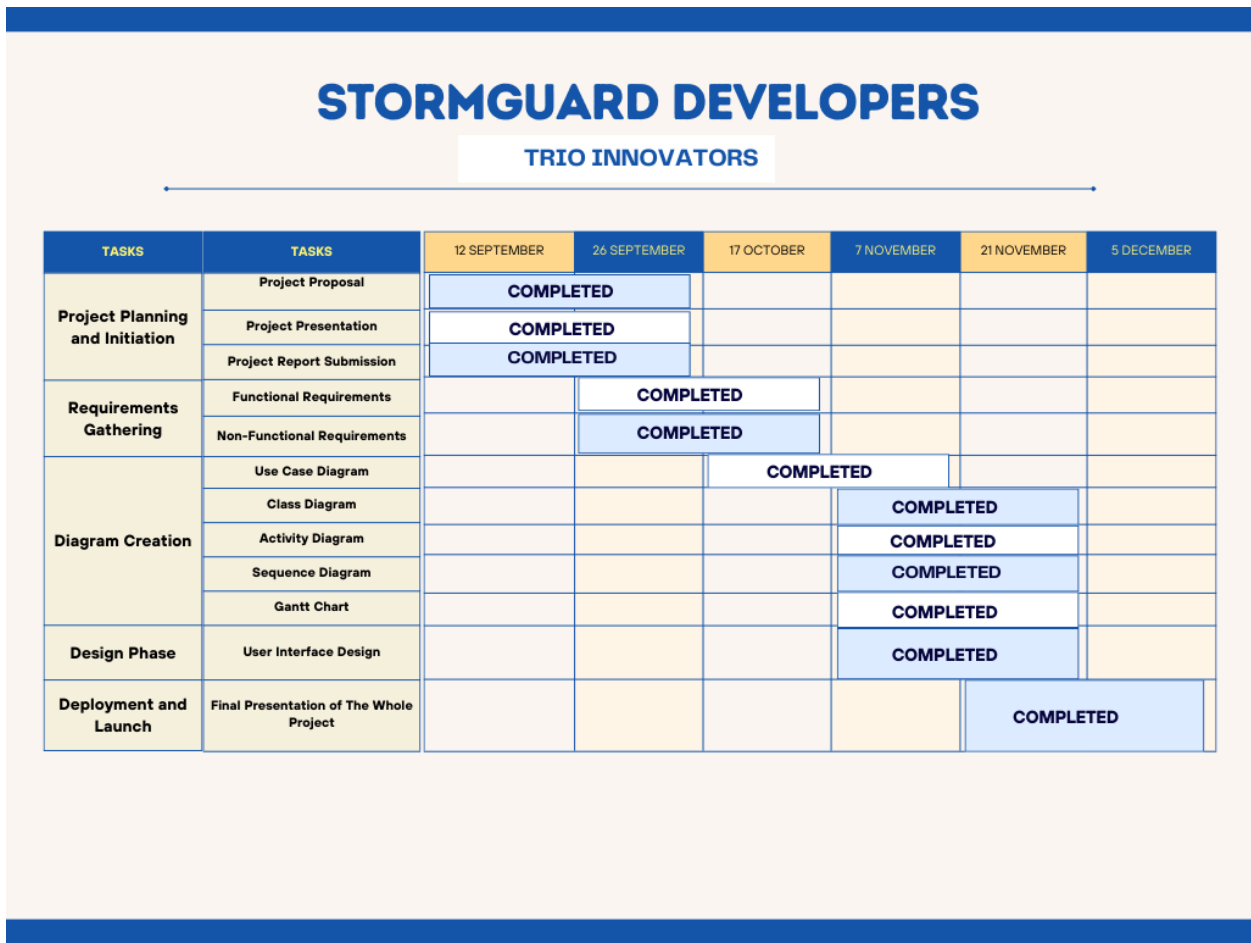 STORMGUARD DEVELOPERS
TRIO INNOVATORS
TASKS TASKS 12 SEPTEMBER 26 SEPTEMBER 17 OCTOBER 7 NOVEMBER 21 NOVEMBER 5 DECEMBER
Project Planning
and Initiation
Project Proposal COMPLETED
Project Presentation COMPLETED
Project Report Submission COMPLETED
Requirements
Gathering
Functional Requirements COMPLETED
Non-Functional Requirements COMPLETED
Diagram Creation
Use Case Diagram COMPLETED
Class Diagram COMPLETED
Activity Diagram COMPLETED
Sequence Diagram COMPLETED
Gantt Chart COMPLETED
Design Phase User Interface Design COMPLETED
Deployment and
Launch
Final Presentation of The Whole
Project
COMPLETED